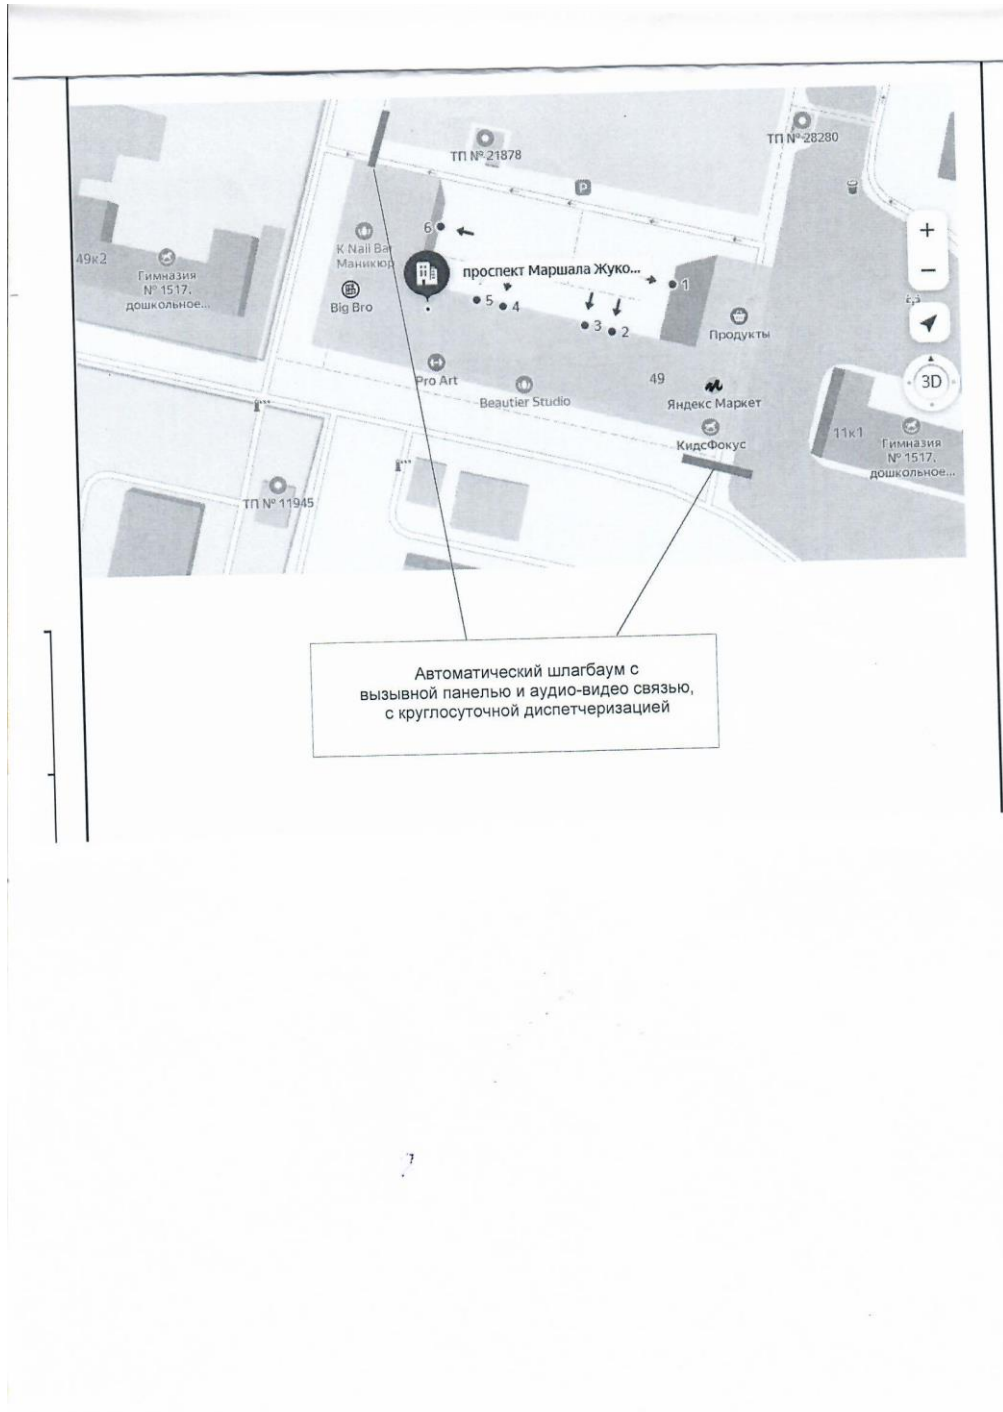 ТП № 21878
ТП № 28280
P
6
K Nail Bar
Маникюр
49к2
Гимназия
№ 1517,
дошкольное...
Big Bro
проспект Маршала Жуко...
1
5
4
3
2
Продукты
+
−
3D
Pro Art
Beautier Studio
49
Яндекс Маркет
КидсФокус
11к1
Гимназия
№ 1517,
дошкольное...
ТП № 11945
Автоматический шлагбаум с
вызывной панелью и аудио-видео связью,
с круглосуточной диспетчеризацией